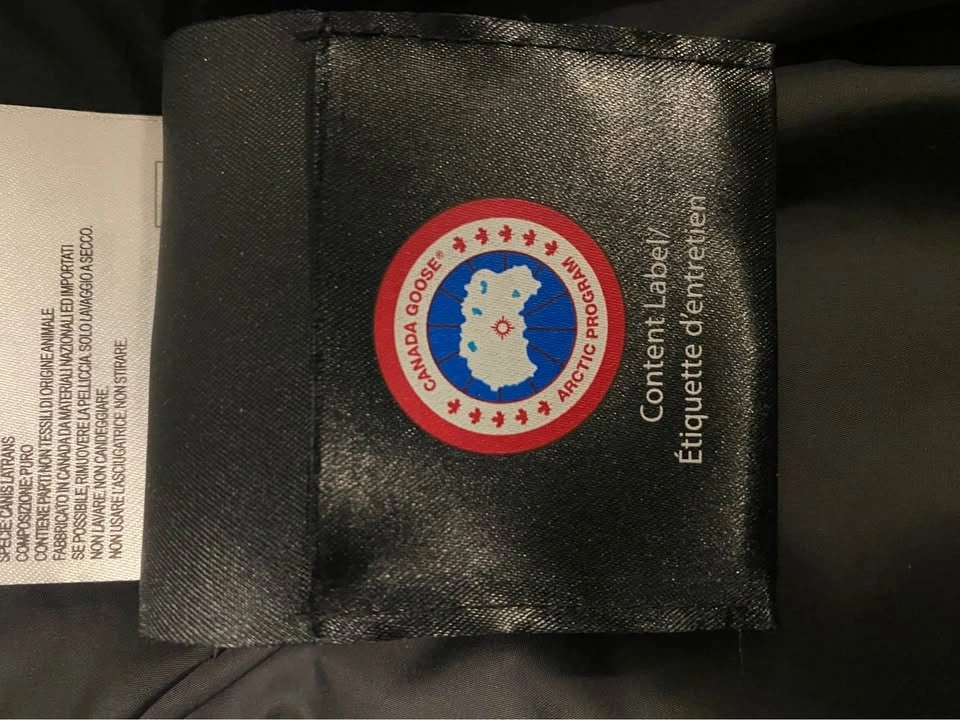 SPECIE: CANIS LATRANS
COMPOSIZIONE: PURO
CONTIENE PARTI NON TESSILI DI ORIGINE ANIMALE
FABBRICATO IN CANADA DA MATERIALI NAZIONALI ED IMPORTATI
SE POSSIBILE, RIMUOVERE LA PELLICCIA. SOLO LAVAGGIO A SECCO.
NON LAVARE. NON CANDEGGIARE.
NON USARE L'ASCIUGATRICE. NON STIRARE.
CANADA GOOSE®
ARCTIC PROGRAM
Content Label/
Étiquette d'entretien